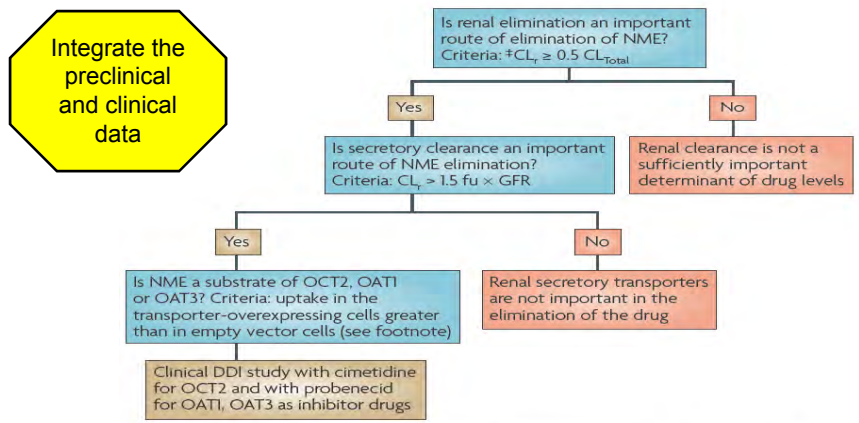 Integrate the
preclinical
and clinical
data
Is renal elimination an important
route of elimination of NME?
Criteria: ‡CLr ≥ 0.5 CLTotal
Yes
No
Is secretory clearance an important
route of NME elimination?
Criteria: CLr > 1.5 fu × GFR
Renal clearance is not a
sufficiently important
determinant of drug levels
Yes
No
Is NME a substrate of OCT2, OAT1
or OAT3? Criteria: uptake in the
transporter-overexpressing cells greater
than in empty vector cells (see footnote)
Renal secretory transporters
are not important in the
elimination of the drug
Clinical DDI study with cimetidine
for OCT2 and with probenecid
for OAT1, OAT3 as inhibitor drugs